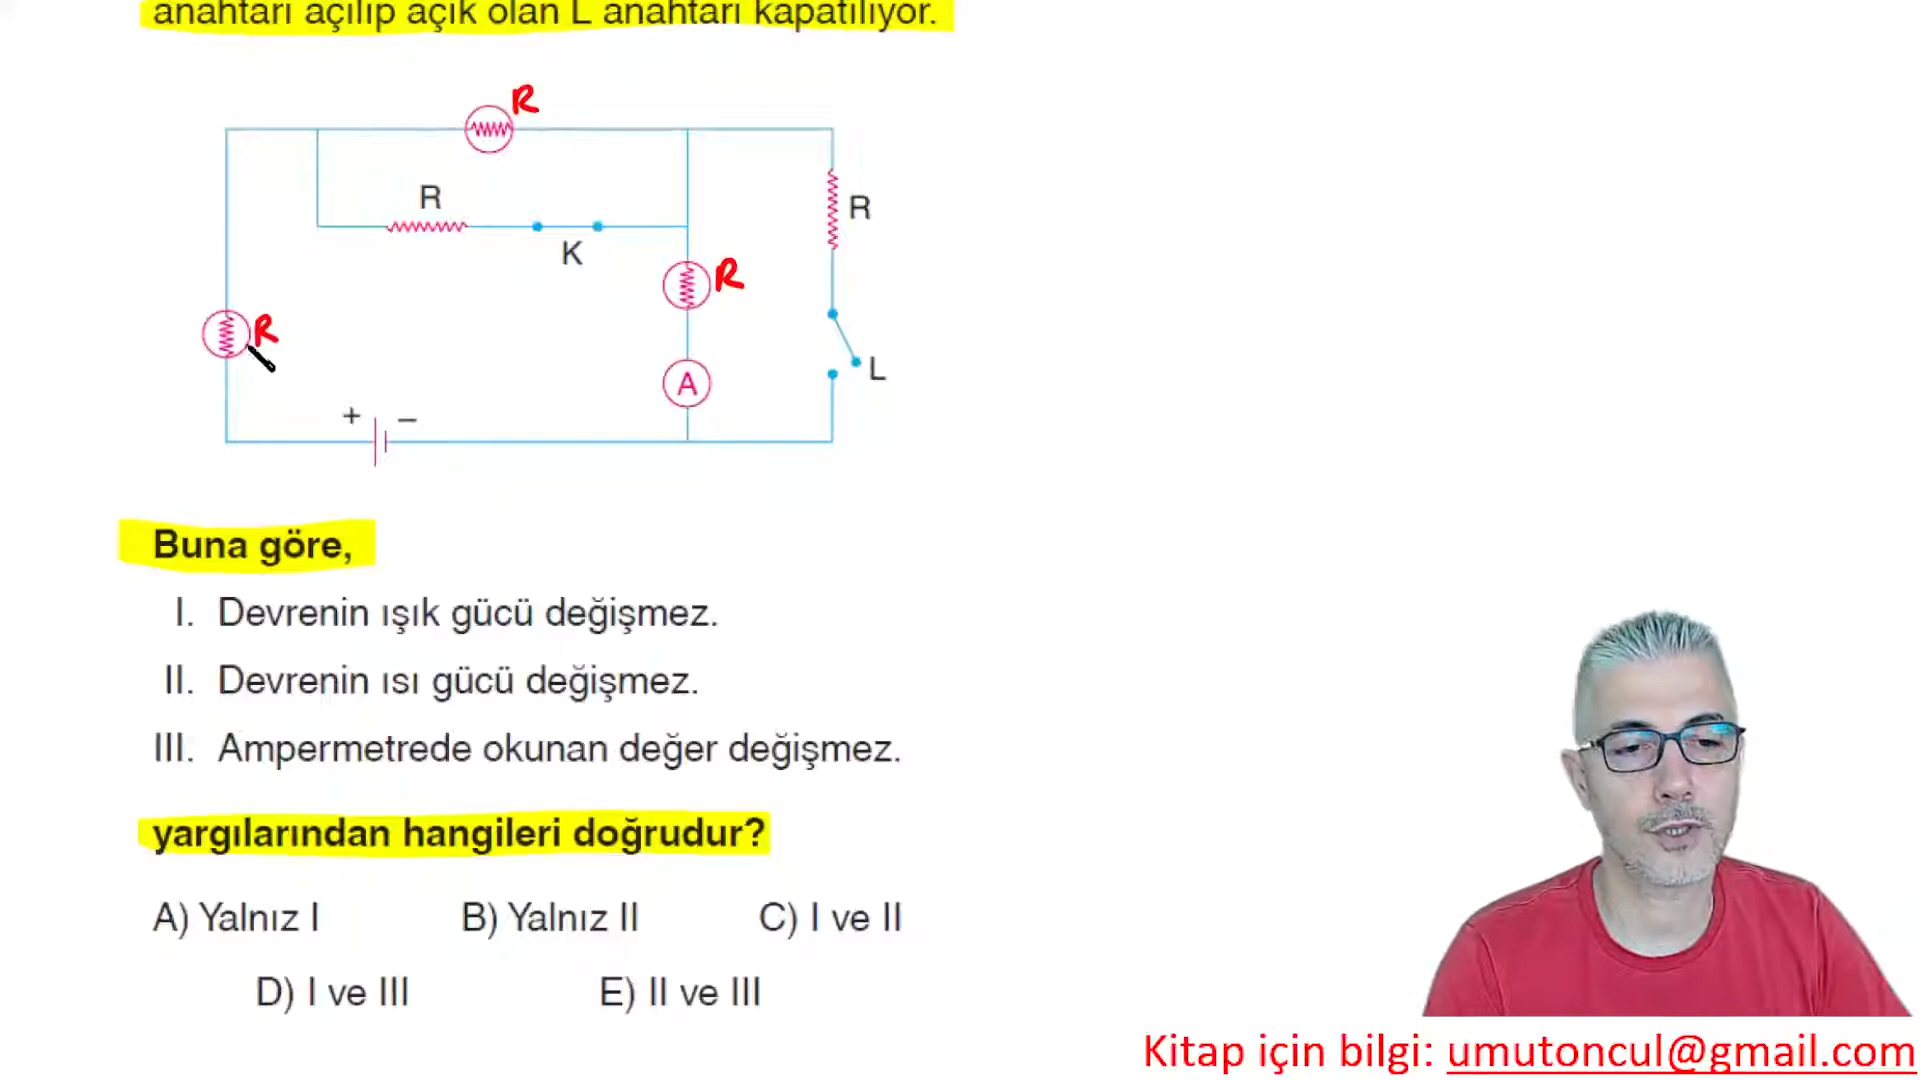 anahtarı açılıp açık olan L anahtarı kapatılıyor.
R
R
R
K
R
R
A
L
+ −
Buna göre,
I. Devrenin ışık gücü değişmez.
II. Devrenin ısı gücü değişmez.
III. Ampermetrede okunan değer değişmez.
yargılarından hangileri doğrudur?
A) Yalnız I B) Yalnız II C) I ve II
D) I ve III E) II ve III
Kitap için bilgi: umutoncul@gmail.com